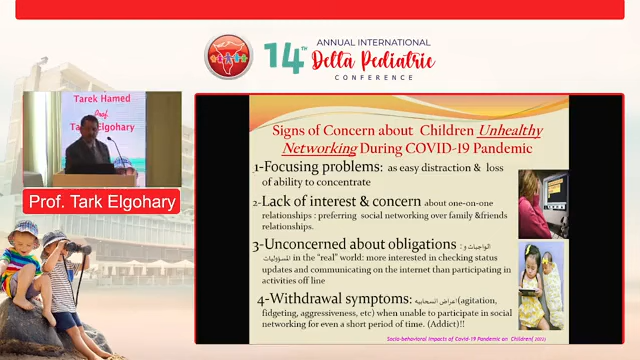 14TH
ANNUAL INTERNATIONAL
Delta Pediatric
CONFERENCE
Tarek Hamed
Prof.
Prof. Tark Elgohary
Signs of Concern about Children Unhealthy
Networking During COVID-19 Pandemic
1-Focusing problems: as easy distraction & loss
of ability to concentrate
2-Lack of interest & concern about one-on-one
relationships : preferring social networking over family &friends
relationships.
3-Unconcerned about obligations : الواجبات و
المسؤوليات in the "real" world: more interested in checking status
updates and communicating on the internet than participating in
activities off line
4-Withdrawal symptoms: اعراض انسحابيه(agitation,
fidgeting, aggressiveness, etc) when unable to participate in social
networking for even a short period of time. (Addict)!!
Socio-behavioral Impacts of Covid-19 Pandemic on Children( 2022)